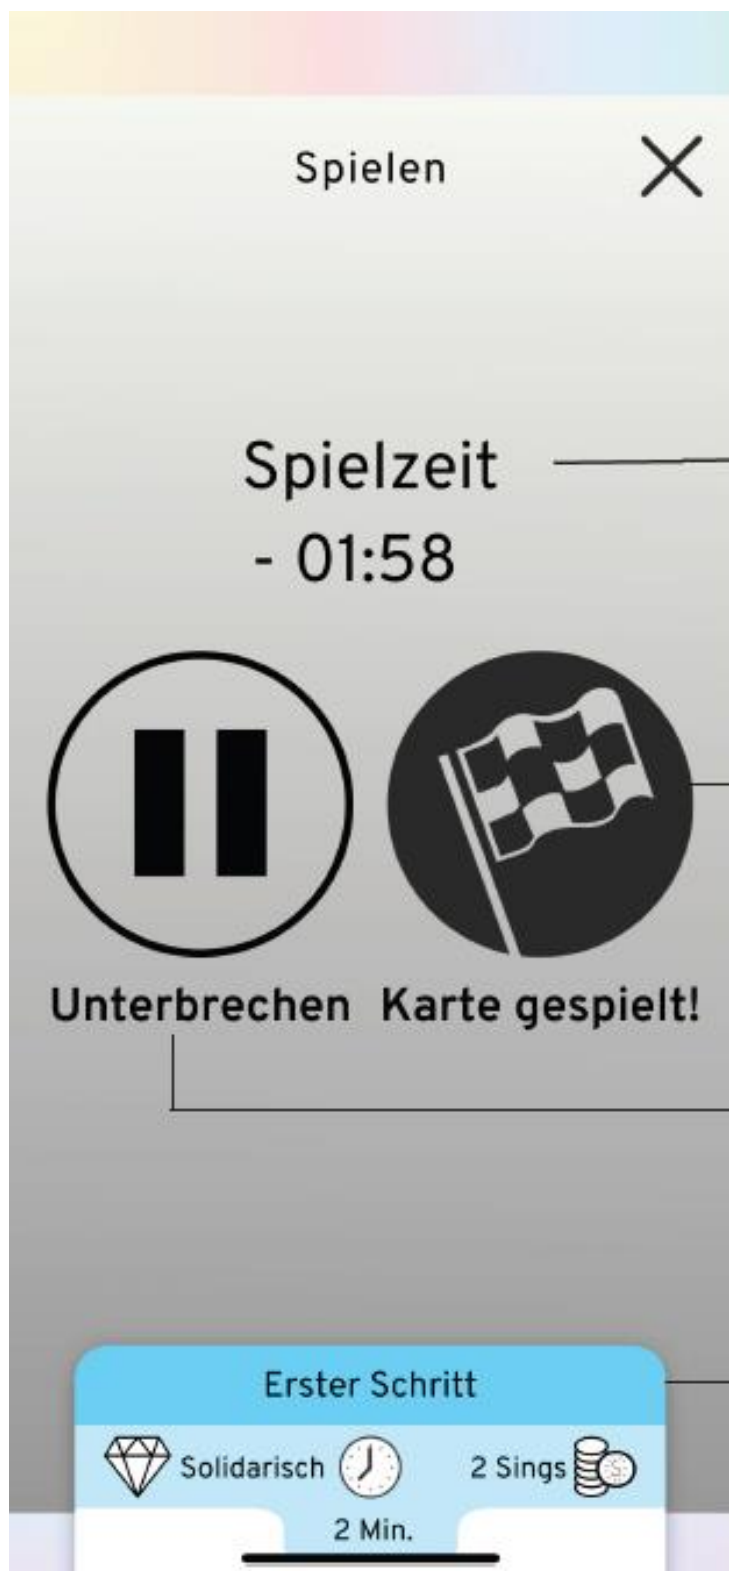 Spielen
Spielzeit
- 01:58
Unterbrechen Karte gespielt!
Erster Schritt
Solidarisch 2 Sings
2 Min.